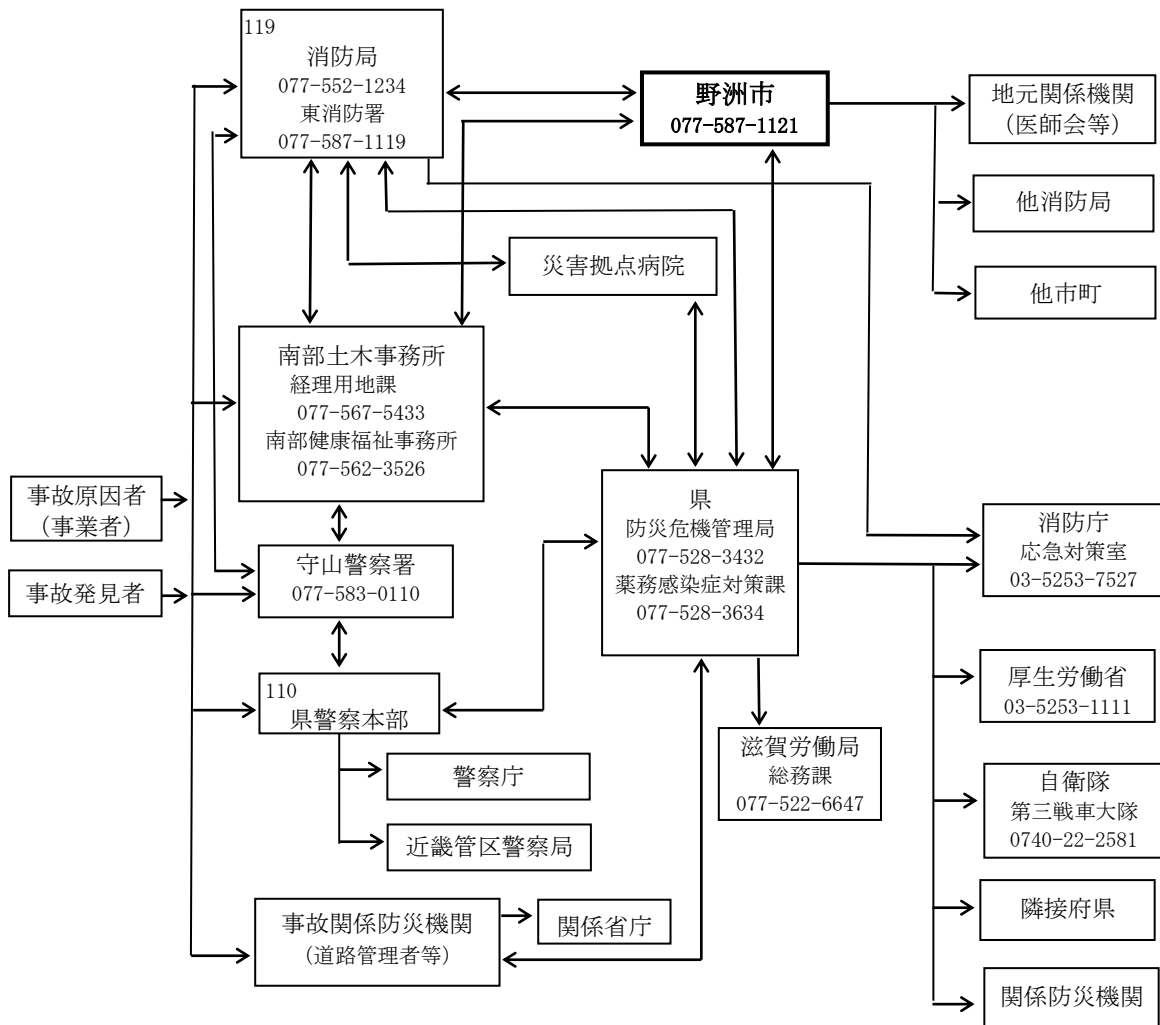 119
消防局
077-552-1234
東消防署
077-587-1119
野洲市
077-587-1121
地元関係機関
（医師会等）
他消防局
他市町
災害拠点病院
南部土木事務所
経理用地課
077-567-5433
南部健康福祉事務所
077-562-3526
事故原因者
（事業者）
事故発見者
守山警察署
077-583-0110
県
防災危機管理局
077-528-3432
薬務感染症対策課
077-528-3634
消防庁
応急対策室
03-5253-7527
110
県警察本部
厚生労働省
03-5253-1111
警察庁
近畿管区警察局
滋賀労働局
総務課
077-522-6647
自衛隊
第三戦車大隊
0740-22-2581
事故関係防災機関
（道路管理者等）
関係省庁
隣接府県
関係防災機関